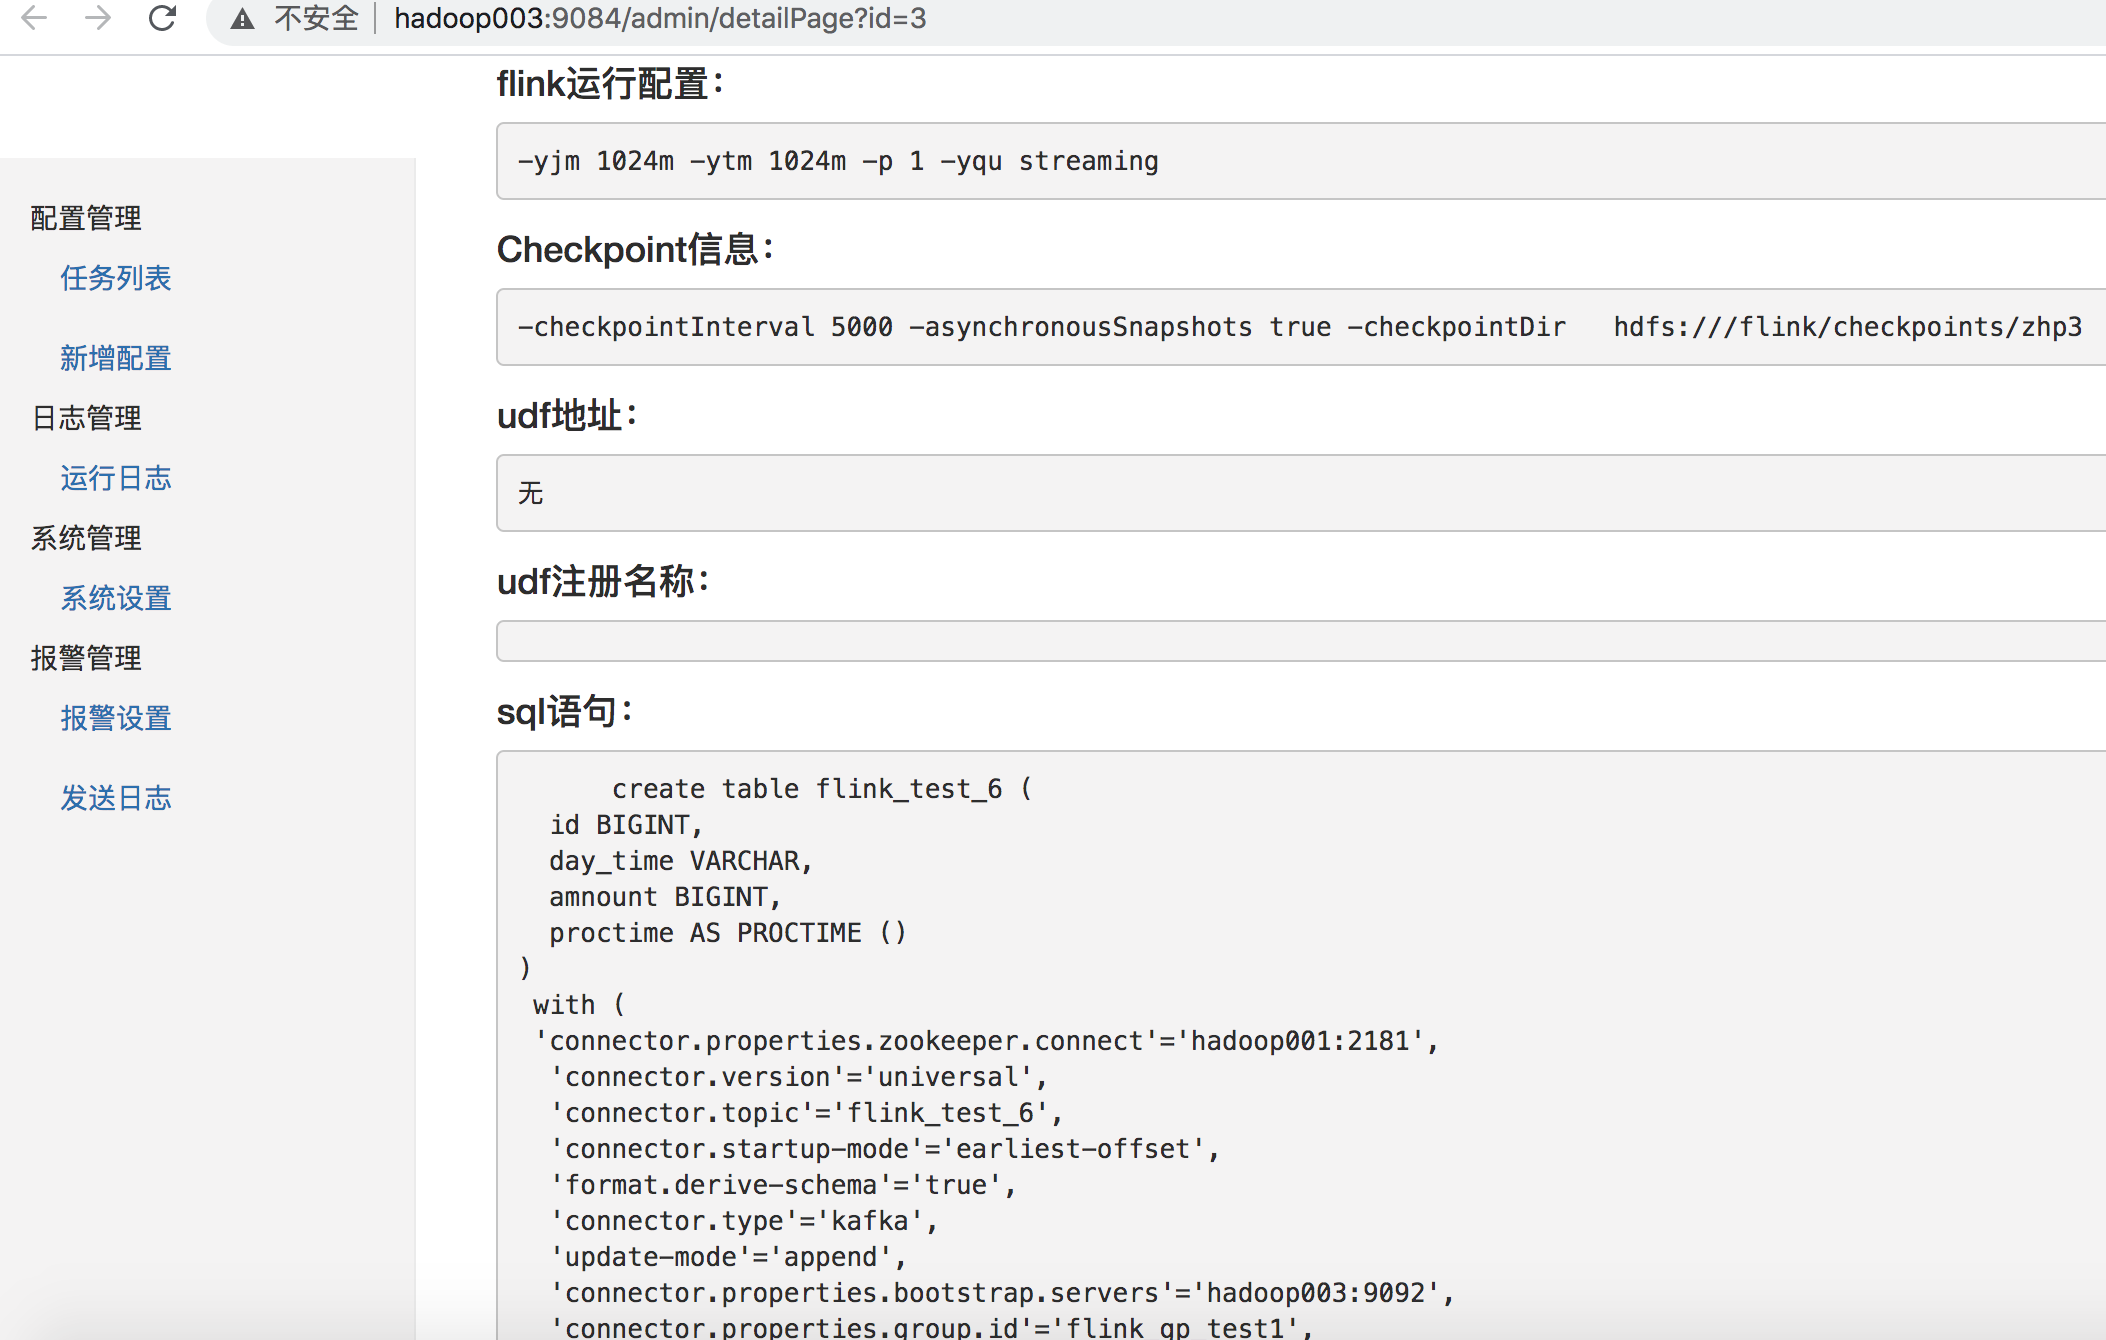 不安全 hadoop003:9084/admin/detailPage?id=3
配置管理
任务列表
新增配置
日志管理
运行日志
系统管理
系统设置
报警管理
报警设置
发送日志
flink运行配置：
-yjm 1024m -ytm 1024m -p 1 -yqu streaming
Checkpoint信息：
-checkpointInterval 5000 -asynchronousSnapshots true -checkpointDir   hdfs:///flink/checkpoints/zhp3
udf地址：
无
udf注册名称：
sql语句：
create table flink_test_6 (
id BIGINT,
day_time VARCHAR,
amnount BIGINT,
proctime AS PROCTIME ()
)
with (
'connector.properties.zookeeper.connect'='hadoop001:2181',
'connector.version'='universal',
'connector.topic'='flink_test_6',
'connector.startup-mode'='earliest-offset',
'format.derive-schema'='true',
'connector.type'='kafka',
'update-mode'='append',
'connector.properties.bootstrap.servers'='hadoop003:9092',
'connector.properties.group.id'='flink_gp_test1',